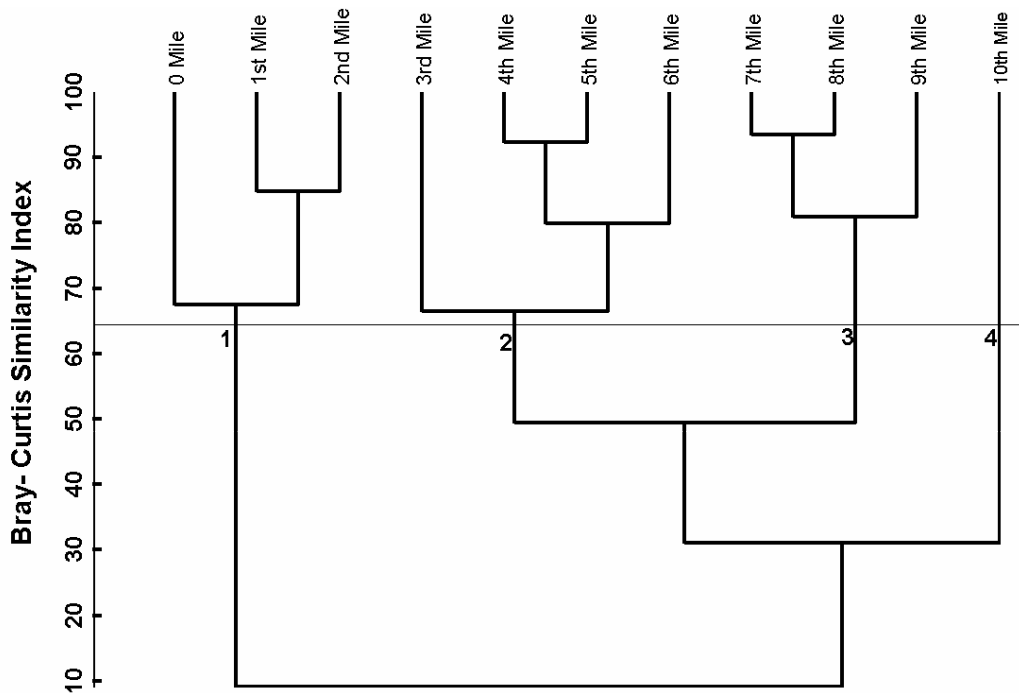 0 Mile
1st Mile
2nd Mile
3rd Mile
4th Mile
5th Mile
6th Mile
7th Mile
8th Mile
9th Mile
10th Mile
Bray- Curtis Similarity Index
100
90
80
70
60
50
40
30
20
10
1
2
3
4